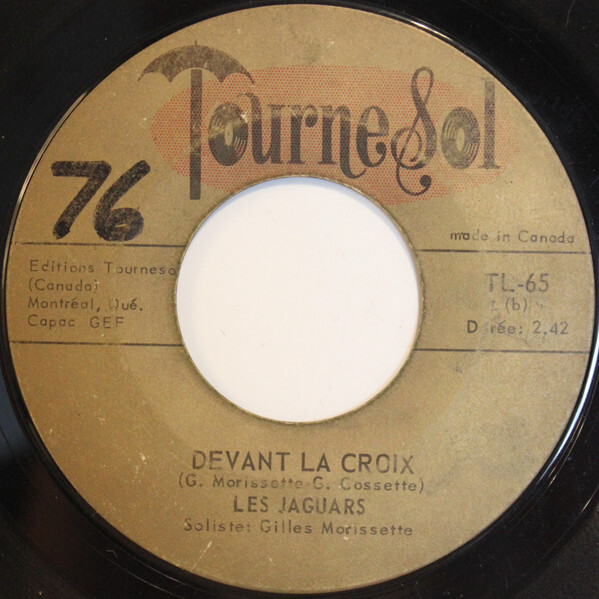 TourneSol
76
made in Canada
Editions Tourneso
(Canada)
Montréal, Qué.
Capac GEF
TL-65
(b)
Durée: 2,42
DEVANT LA CROIX
(G. Morissette G. Cossette)
LES JAGUARS
Soliste: Gilles Morissette